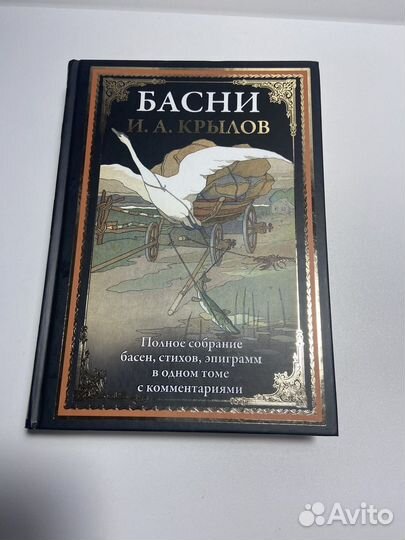 БАСНИ
И. А. КРЫЛОВ
Полное собрание
басен, стихов, эпиграмм
в одном томе
с комментариями
Avito